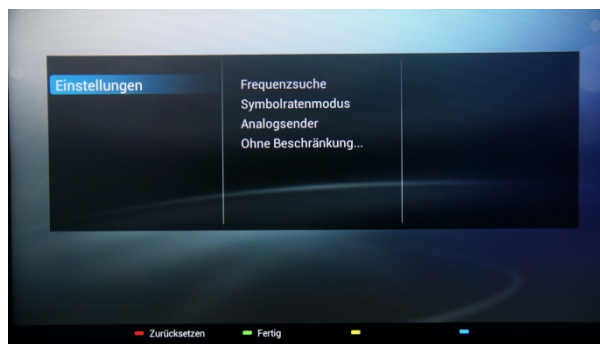 Einstellungen
Frequenzsuche
Symbolratenmodus
Analogsender
Ohne Beschränkung...
Zurücksetzen
Fertig